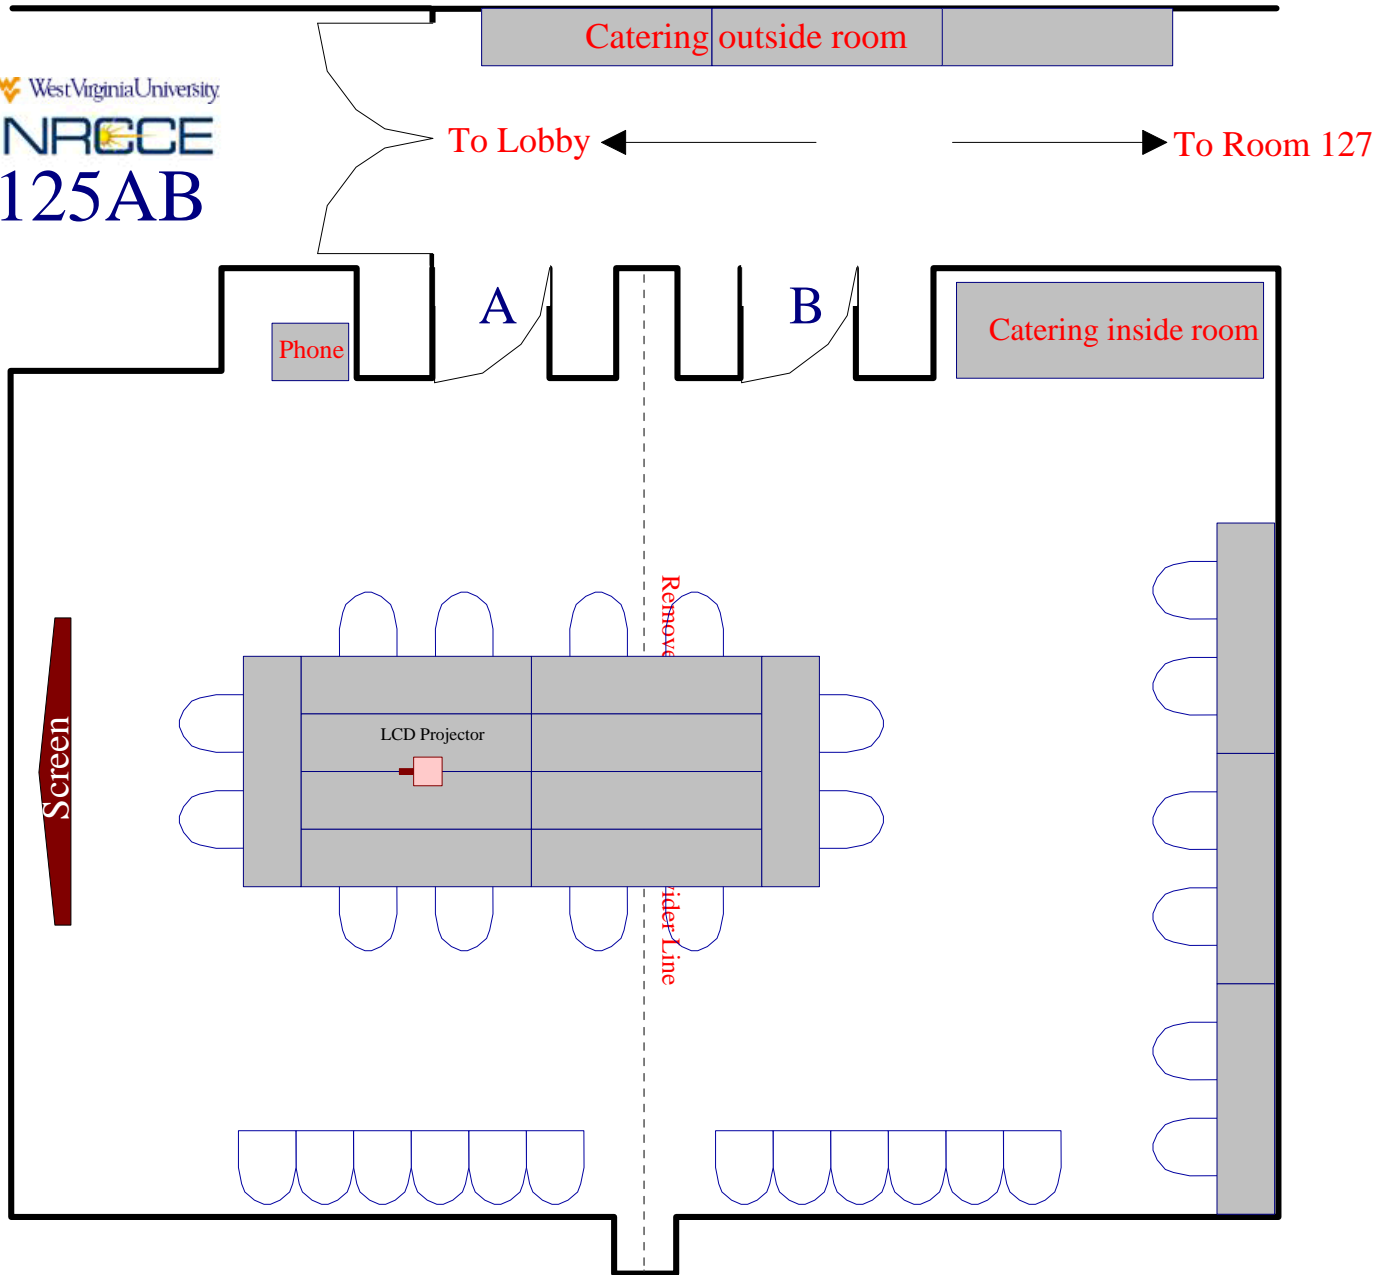 Catering outside room
WestVirginiaUniversity
NRCCE
125AB
To Lobby
To Room 127
A
B
Phone
Catering inside room
Remove
vider Line
LCD Projector
Screen